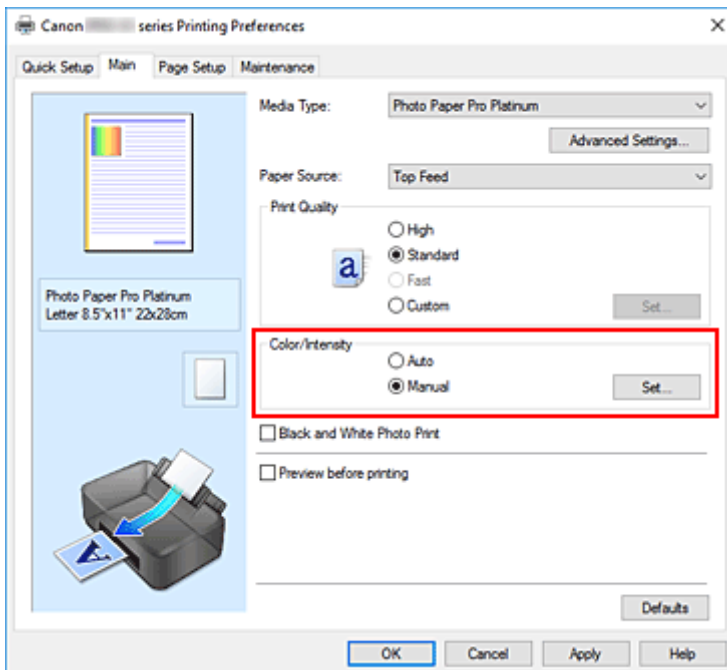 Canon series Printing Preferences
Quick Setup Main Page Setup Maintenance
Media Type: Photo Paper Pro Platinum
Advanced Settings...
Paper Source: Top Feed
Print Quality
High
a
Standard
Fast
Custom Set...
Photo Paper Pro Platinum
Letter 8.5"x11" 22x28cm
Color/Intensity
Auto
Manual Set...
Black and White Photo Print
Preview before printing
A
Defaults
OK Cancel Apply Help